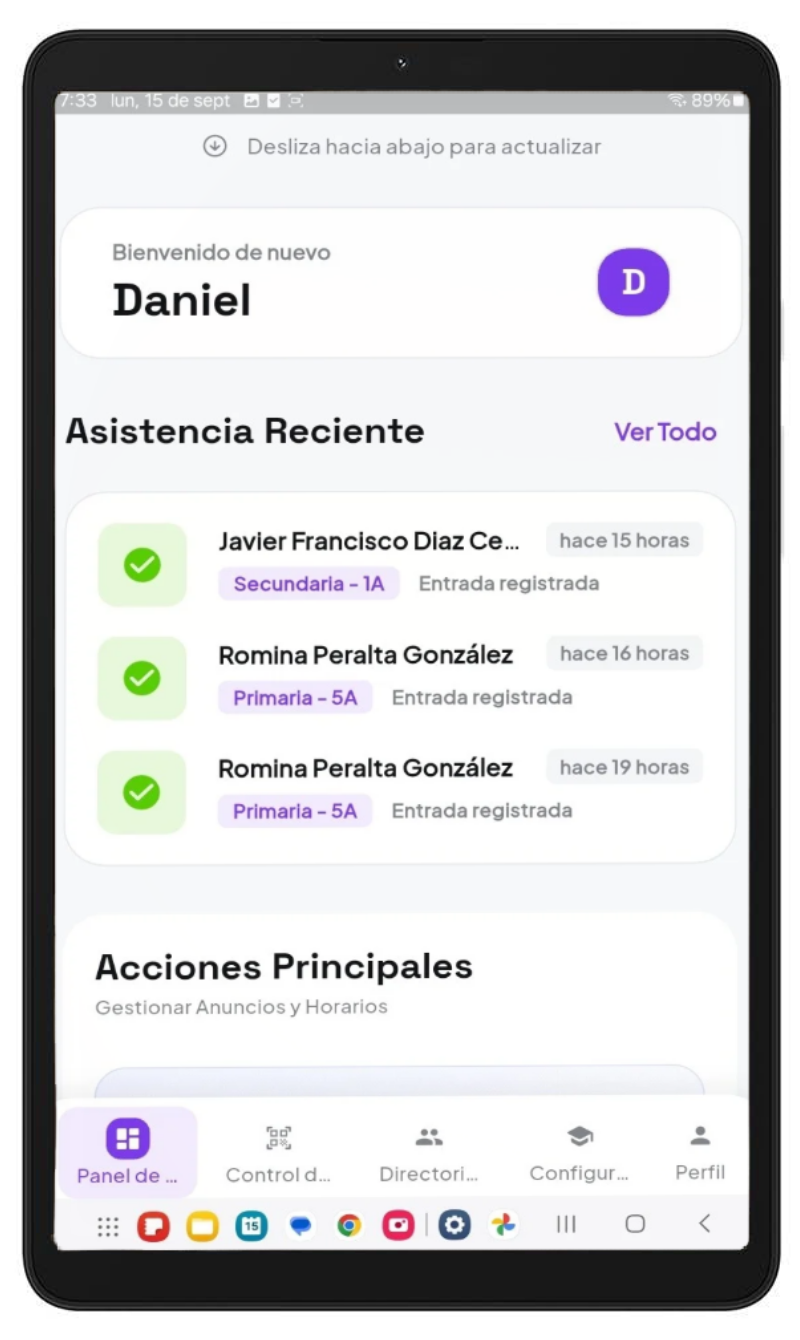 7:33 lun, 15 de sept
89%
Desliza hacia abajo para actualizar
Bienvenido de nuevo
Daniel
D
Asistencia Reciente
Ver Todo
Javier Francisco Diaz Ce...
hace 15 horas
Secundaria - 1A
Entrada registrada
Romina Peralta González
hace 16 horas
Primaria - 5A
Entrada registrada
Romina Peralta González
hace 19 horas
Primaria - 5A
Entrada registrada
Acciones Principales
Gestionar Anuncios y Horarios
Panel de ...
Control d...
Directori...
Configur...
Perfil
15